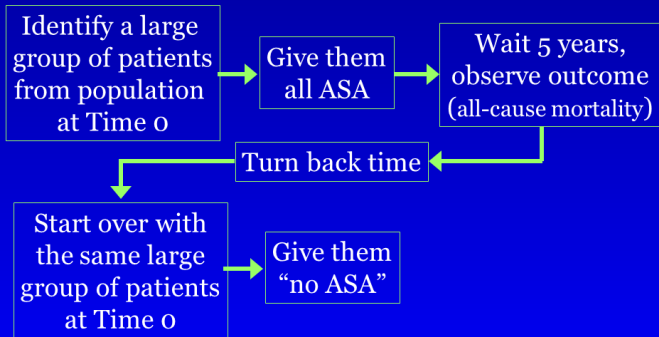 Identify a large
group of patients
from population
at Time 0
Give them
all ASA
Wait 5 years,
observe outcome
(all-cause mortality)
Turn back time
Start over with
the same large
group of patients
at Time 0
Give them
“no ASA”